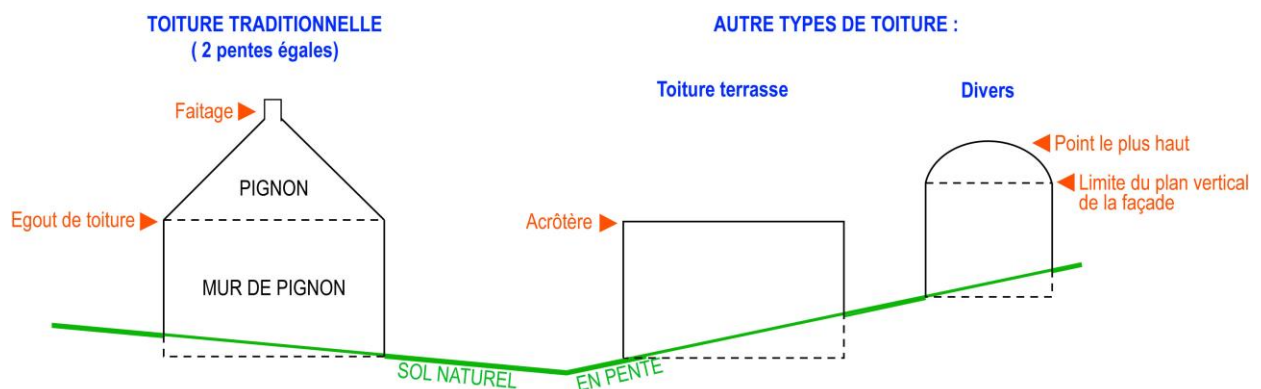 TOITURE TRADITIONNELLE
( 2 pentes égales)
AUTRE TYPES DE TOITURE :
Toiture terrasse
Divers
Faitage
PIGNON
Egout de toiture
MUR DE PIGNON
Acrôtère
Point le plus haut
Limite du plan vertical
de la façade
SOL NATUREL
EN PENTE